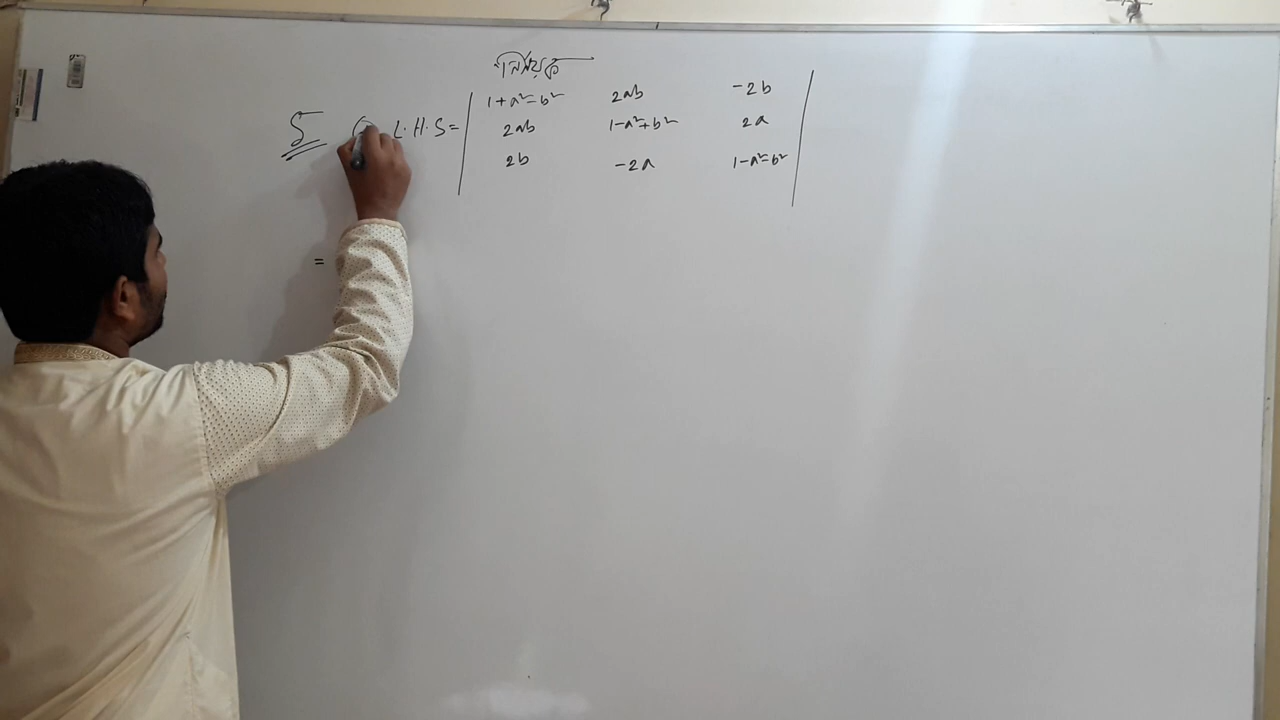 নির্ণায়ক
L.H.S =
1+a²-b² 2ab -2b
2ab 1-a²+b² 2a
2b -2a 1-a²-b²
=